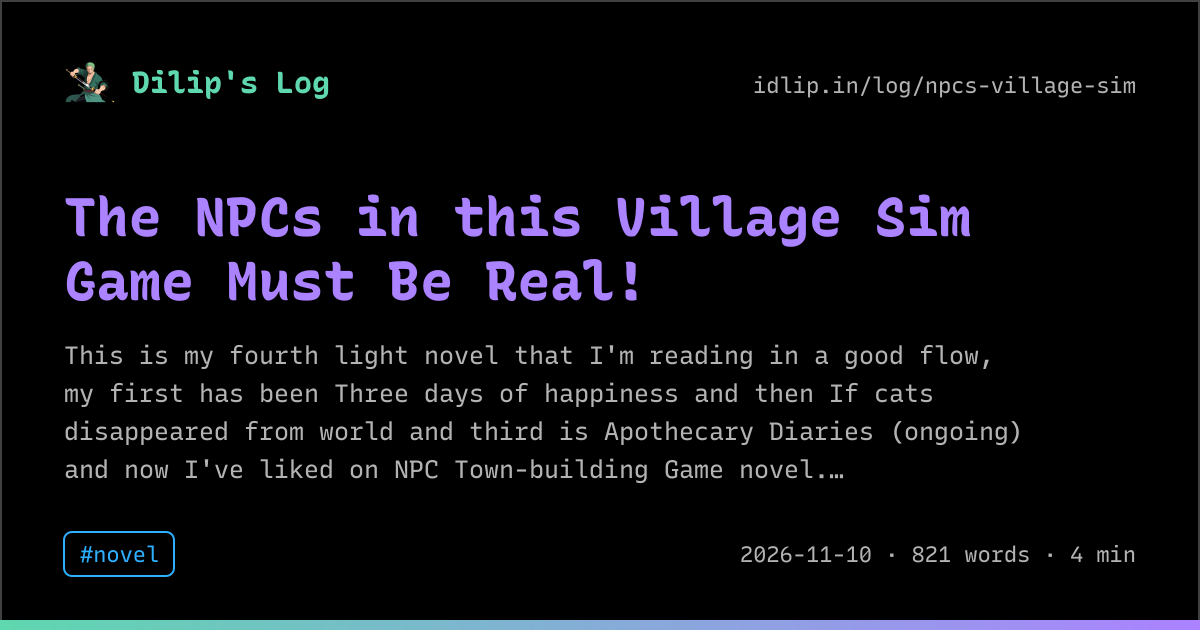 Dilip's Log
idlip.in/log/npcs-village-sim
The NPCs in this Village Sim
Game Must Be Real!
This is my fourth light novel that I'm reading in a good flow,
my first has been Three days of happiness and then If cats
disappeared from world and third is Apothecary Diaries (ongoing)
and now I've liked on NPC Town-building Game novel.…
#novel
2026-11-10 · 821 words · 4 min